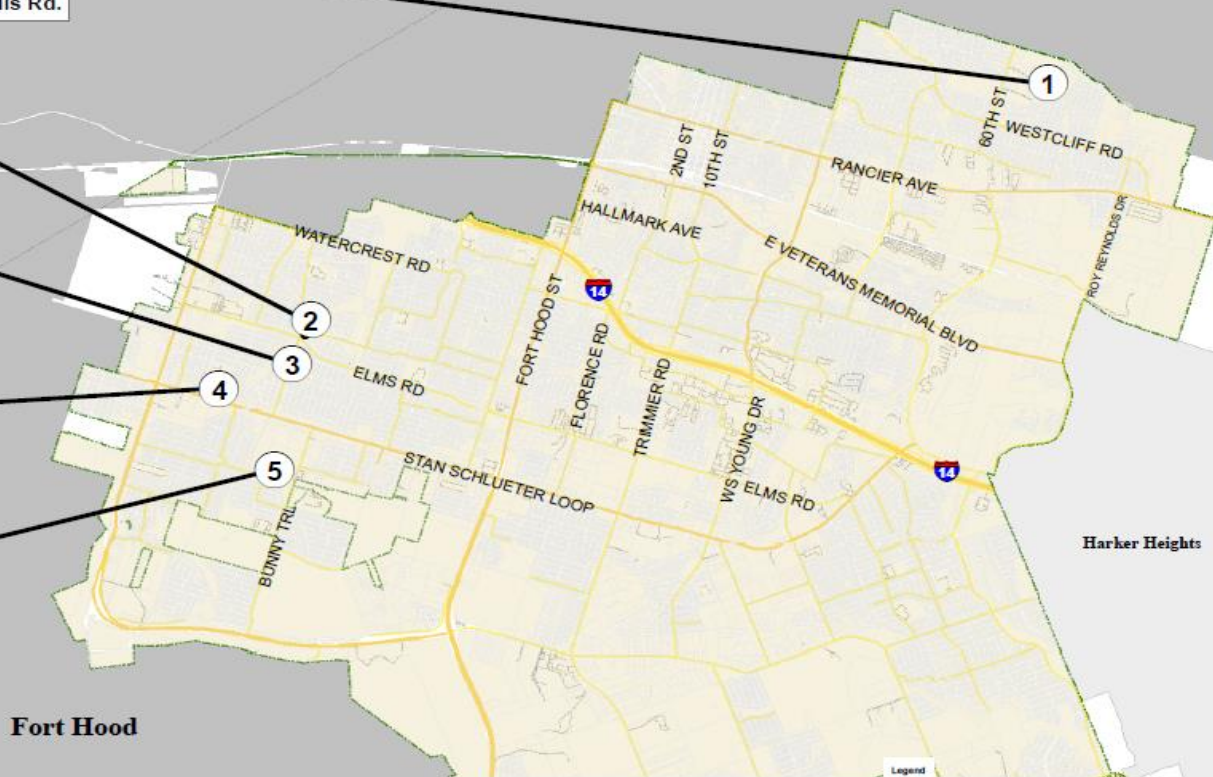 Rd.
1
60TH ST
WESTCLIFF RD
2ND ST
10TH ST
RANCIER AVE
HALLMARK AVE
ROY REYNOLDS DR
WATERCREST RD
E VETERANS MEMORIAL BLVD
14
2
FORT HOOD ST
FLORENCE RD
3
ELMS RD
4
TRIMMIER RD
WS YOUNG DR
5
STAN SCHLUETER LOOP
14
ELMS RD
BUNNY TRL
Harker Heights
Fort Hood
Legend